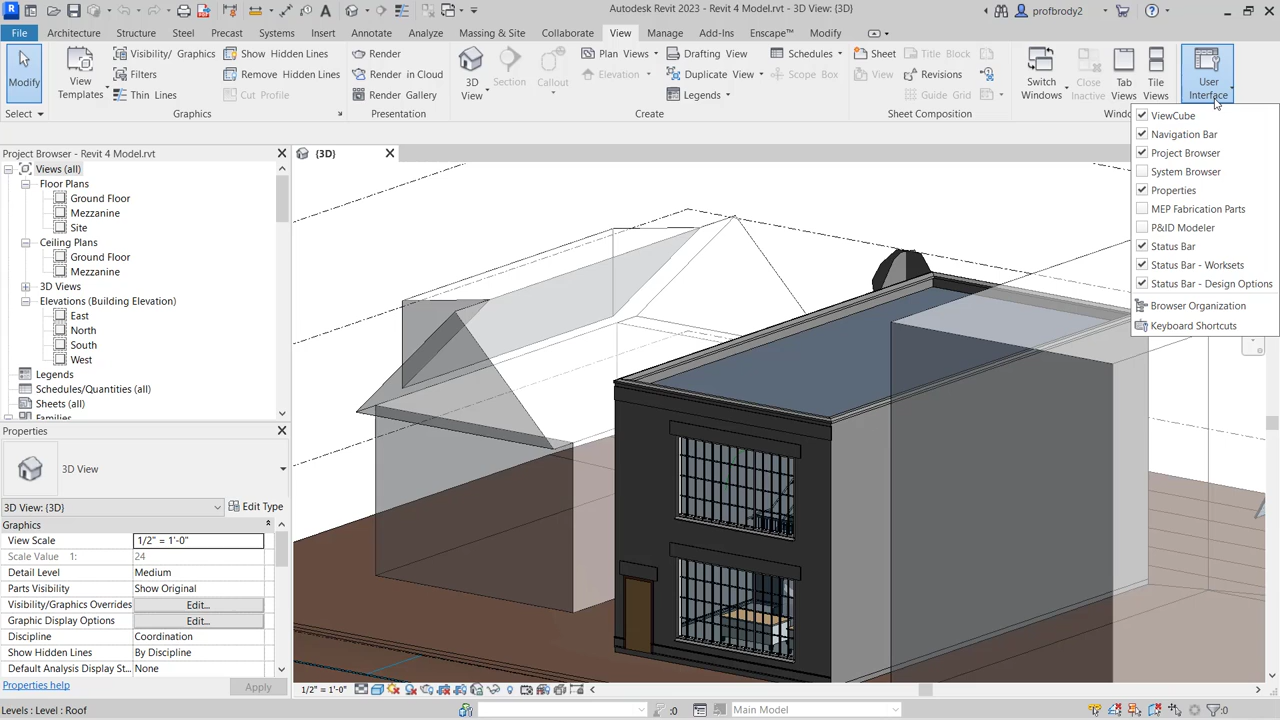 Autodesk Revit 2023 - Revit 4 Model.rvt - 3D View: {3D}
profbrody2
File Architecture Structure Steel Precast Systems Insert Annotate Analyze Massing & Site Collaborate View Manage Add-Ins Enscape™ Modify
Modify
Select
View
Templates
Visibility/ Graphics
Filters
Thin Lines
Show Hidden Lines
Remove Hidden Lines
Cut Profile
Graphics
Render
Render in Cloud
Render Gallery
Presentation
3D
View
Section
Callout
Plan Views
Elevation
Drafting View
Duplicate View
Legends
Schedules
Scope Box
Create
Sheet
View
Title Block
Revisions
Guide Grid
Sheet Composition
Switch
Windows
Close
Inactive
Tab
Views
Tile
Views
User
Interface
ViewCube
Navigation Bar
Project Browser
System Browser
Properties
MEP Fabrication Parts
P&ID Modeler
Status Bar
Status Bar - Worksets
Status Bar - Design Options
Browser Organization
Keyboard Shortcuts
Project Browser - Revit 4 Model.rvt
{3D}
Views (all)
Floor Plans
Ground Floor
Mezzanine
Site
Ceiling Plans
Ground Floor
Mezzanine
3D Views
Elevations (Building Elevation)
East
North
South
West
Legends
Schedules/Quantities (all)
Sheets (all)
Families
Properties
3D View
3D View: {3D}
Edit Type
Graphics
View Scale 1/2" = 1'-0"
Scale Value 1: 24
Detail Level Medium
Parts Visibility Show Original
Visibility/Graphics Overrides Edit...
Graphic Display Options Edit...
Discipline Coordination
Show Hidden Lines By Discipline
Default Analysis Display St... None
Properties help
Apply
1/2" = 1'-0"
Levels : Level : Roof
:0
Main Model
:0